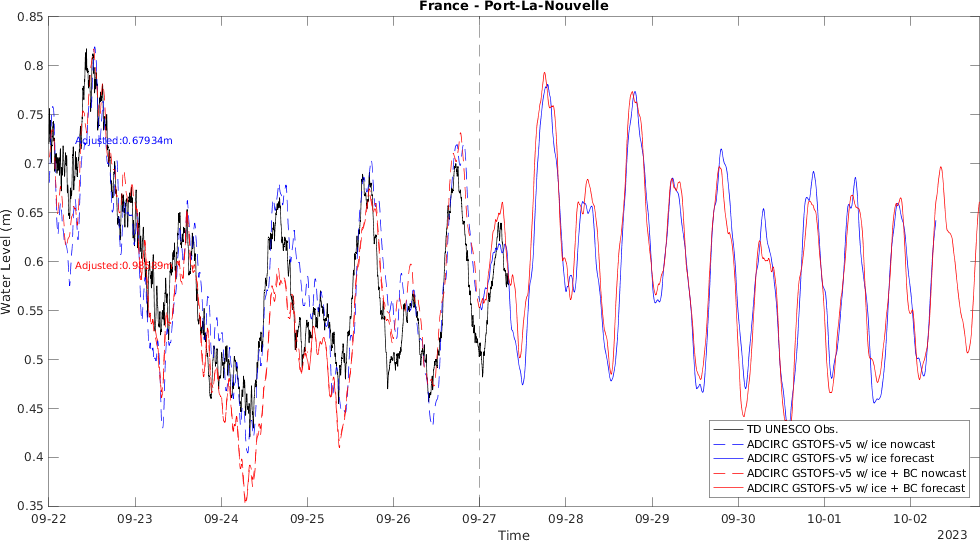 France - Port-La-Nouvelle
0.85
0.8
0.75
0.7
0.65
0.6
0.55
0.5
0.45
0.4
0.35
Water Level (m)
Adjusted:0.67934m
TD UNESCO Obs.
ADCIRC GSTOFS-v5 w/ ice nowcast
ADCIRC GSTOFS-v5 w/ ice forecast
ADCIRC GSTOFS-v5 w/ ice + BC nowcast
ADCIRC GSTOFS-v5 w/ ice + BC forecast
09-22 09-23 09-24 09-25 09-26 09-27 09-28 09-29 09-30 10-01 10-02
Time
2023